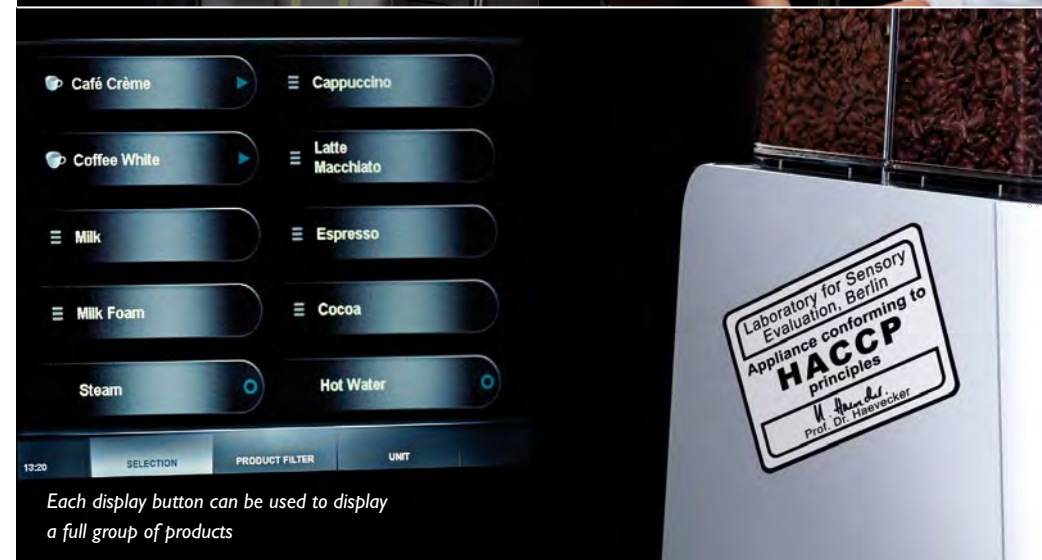 Café Crème
Cappuccino
Coffee White
Latte
Macchiato
Milk
Espresso
Milk Foam
Cocoa
Steam
Hot Water
13:20
SELECTION
PRODUCT FILTER
UNIT
Each display button can be used to display
a full group of products
Laboratory for Sensory
Evaluation, Berlin
Appliance conforming to
HACCP
principles
Prof. Dr. Haevecker